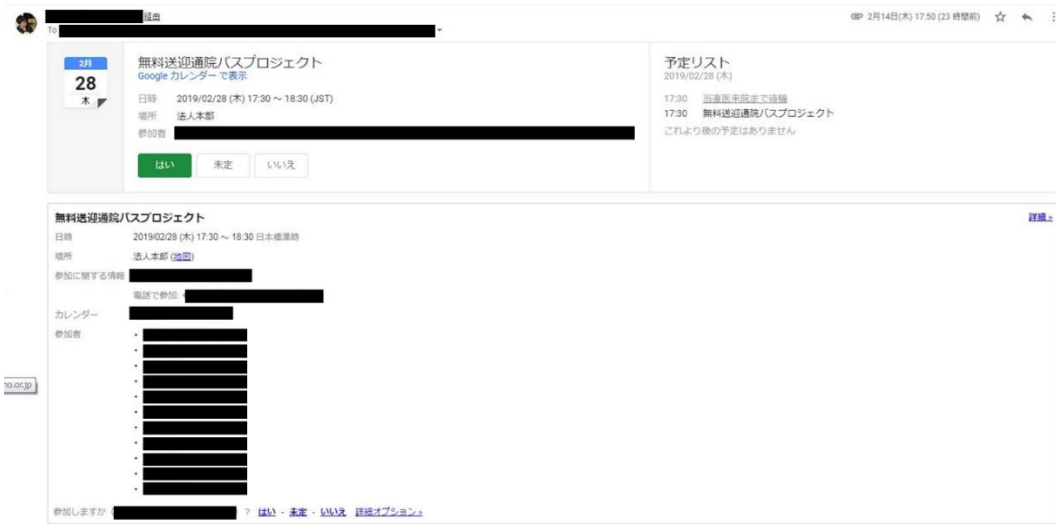 経由
2月14日(木) 17:50 (23 時間前)
To
2月
28
木
無料送迎通院バスプロジェクト
Google カレンダー で表示
日時 2019/02/28 (木) 17:30 ～ 18:30 (JST)
場所 法人本部
参加者
はい 未定 いいえ
予定リスト
2019/02/28 (木)
17:30 当直医来院まで待機
17:30 無料送迎通院バスプロジェクト
これより後の予定はありません
無料送迎通院バスプロジェクト
詳細 »
日時 2019/02/28 (木) 17:30 ～ 18:30 日本標準時
場所 法人本部 (地図)
参加に関する情報
電話で参加:
カレンダー
参加者
no.or.jp
参加しますか ( ? はい - 未定 - いいえ 詳細オプション »